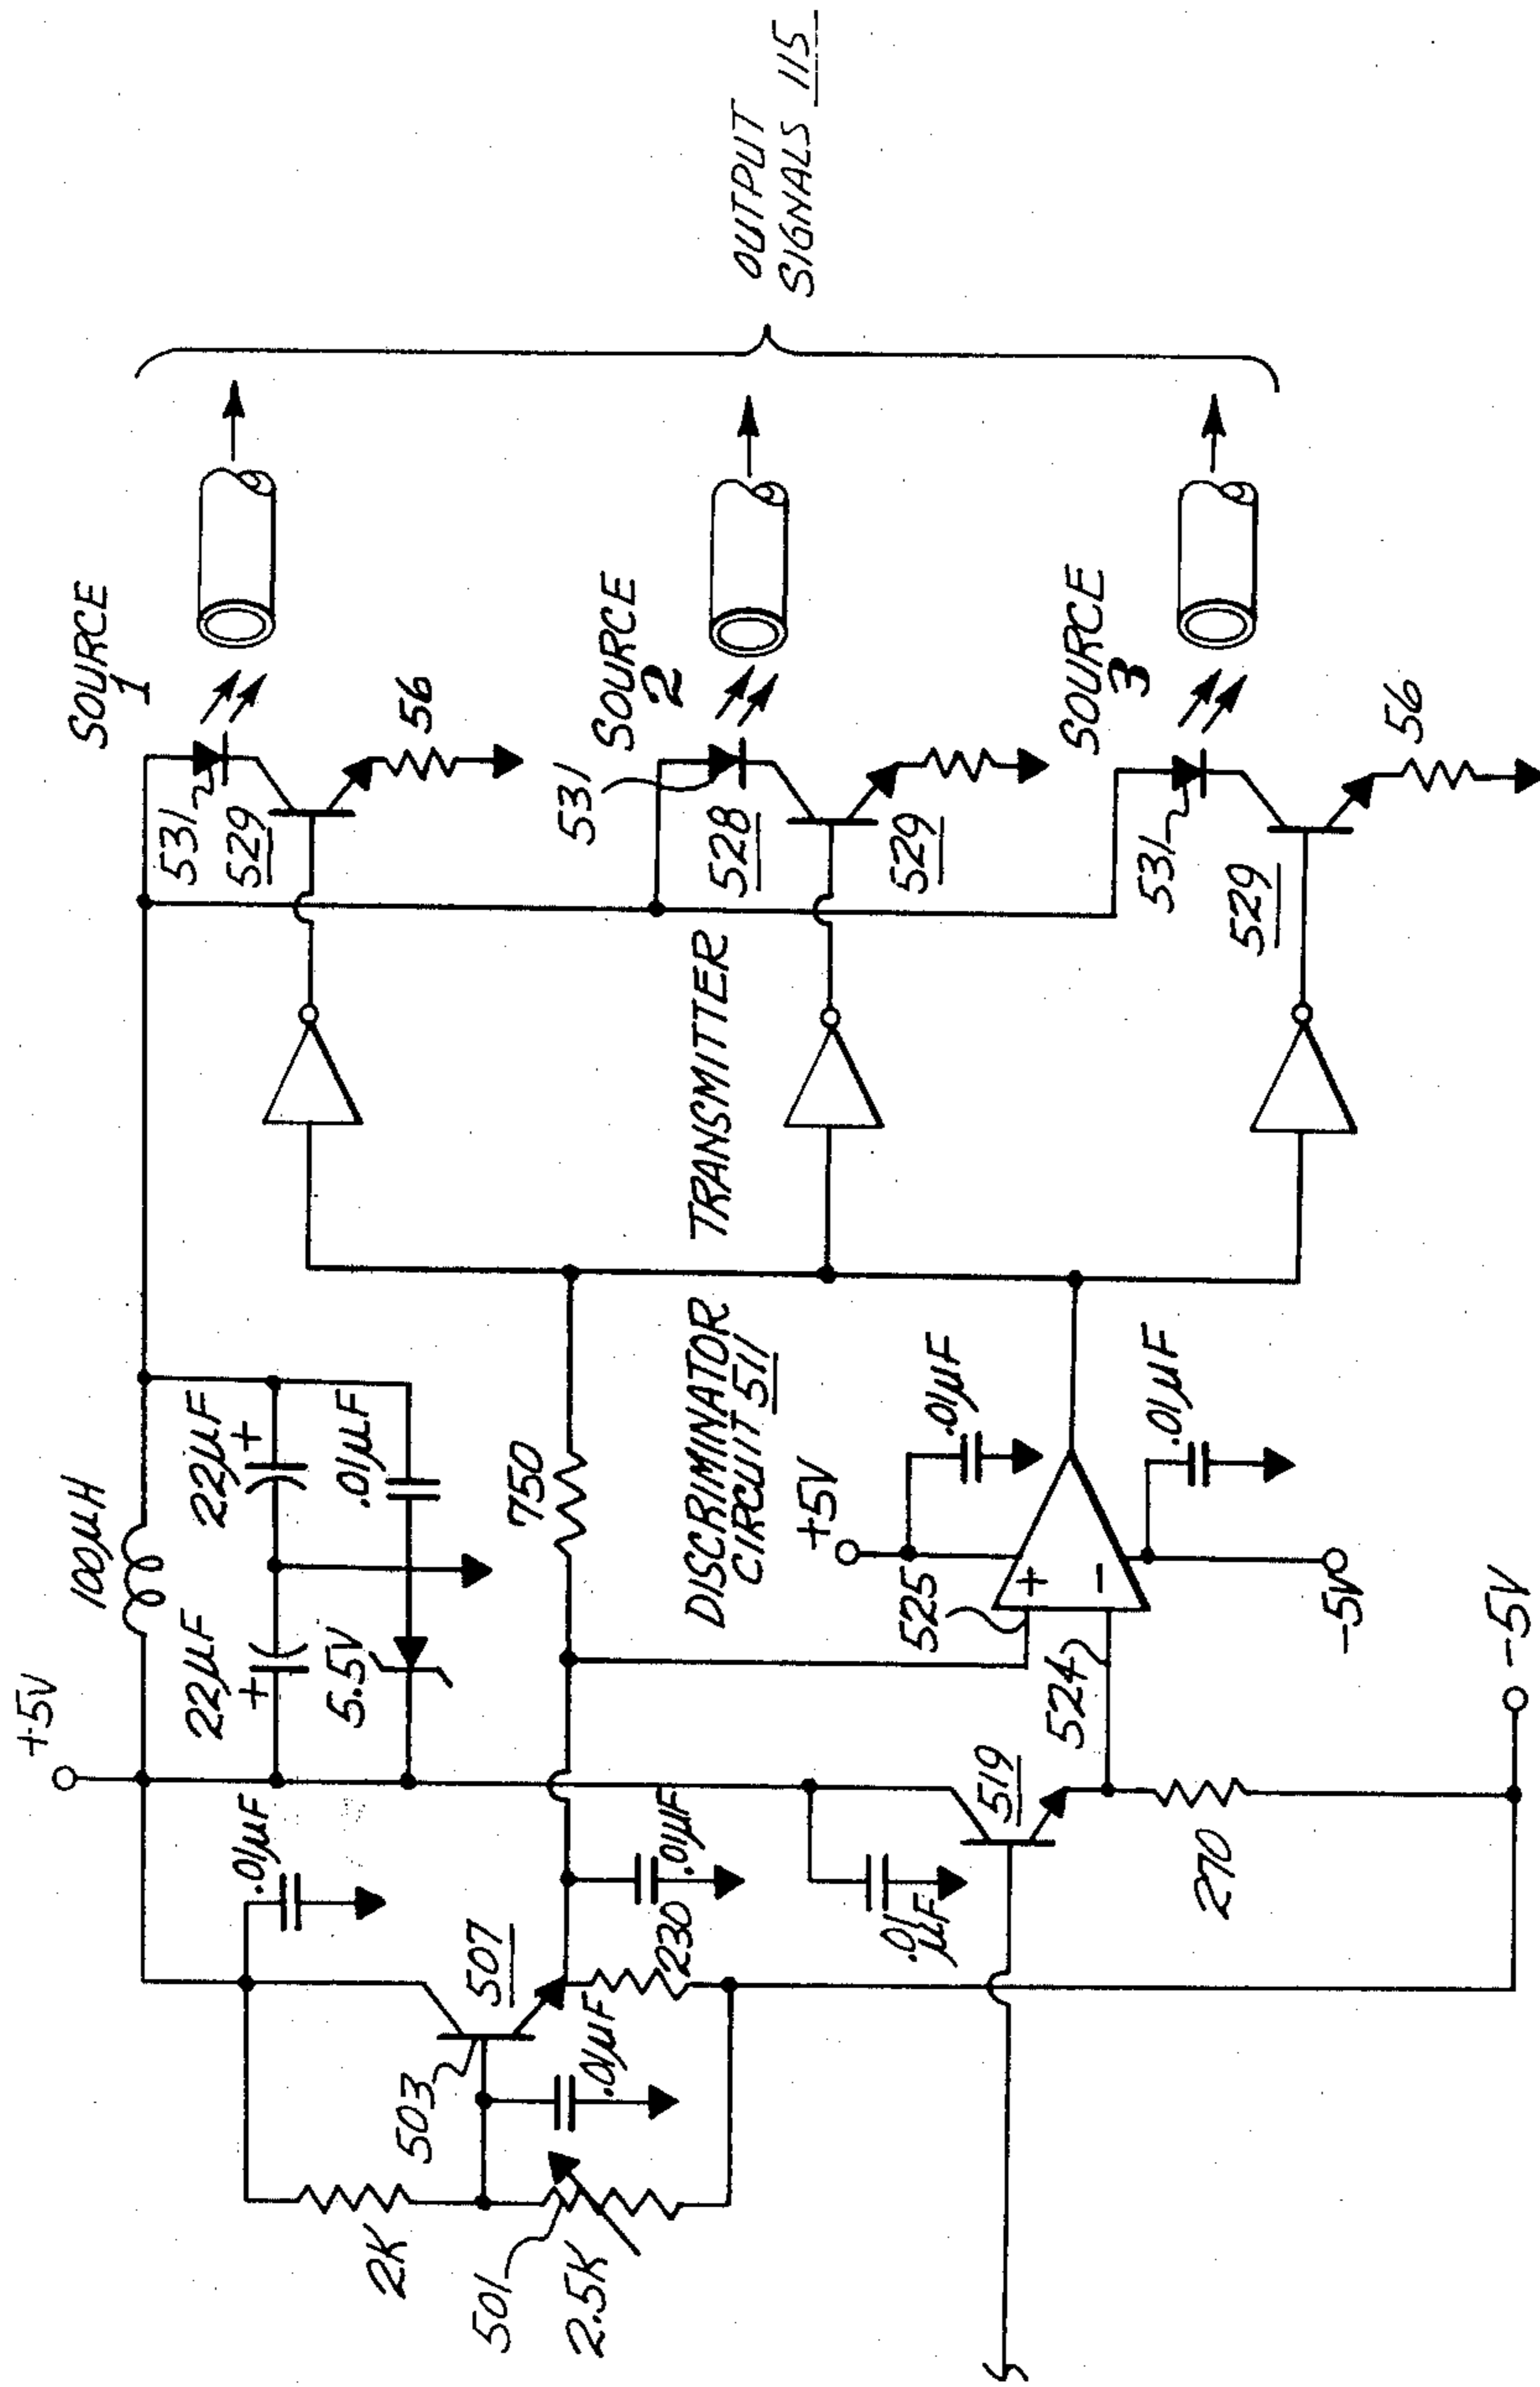 +5V
100µH
22µF
+
22µF
+
5.5V
.01µF
.01µF
2K
501
2.5K
503
507
.01µF
230
.01µF
750
.01
µF
519
270
524
525
+
-
+5V
.01µF
-5V
.01µF
-5V
DISCRIMINATOR
CIRCUIT 511
TRANSMITTER
528
SOURCE
1
531
529
56
SOURCE
2
531
529
SOURCE
3
531
529
56
OUTPUT
SIGNALS 115